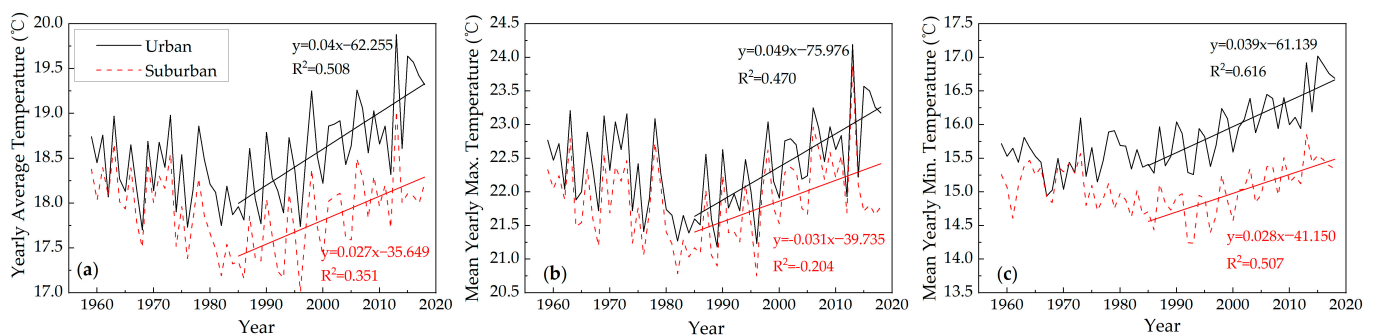 Yearly Average Temperature (℃)
20.0
19.5
19.0
18.5
18.0
17.5
17.0
Urban
Suburban
y=0.04x−62.255
R²=0.508
y=0.027x−35.649
R²=0.351
(a)
1960 1970 1980 1990 2000 2010 2020
Year
Mean Yearly Max. Temperature (℃)
24.5
24.0
23.5
23.0
22.5
22.0
21.5
21.0
20.5
y=0.049x−75.976
R²=0.470
y=-0.031x−39.735
R²=-0.204
(b)
1960 1970 1980 1990 2000 2010 2020
Year
Mean Yearly Min. Temperature (℃)
17.5
17.0
16.5
16.0
15.5
15.0
14.5
14.0
13.5
y=0.039x−61.139
R²=0.616
y=0.028x−41.150
R²=0.507
(c)
1960 1970 1980 1990 2000 2010 2020
Year